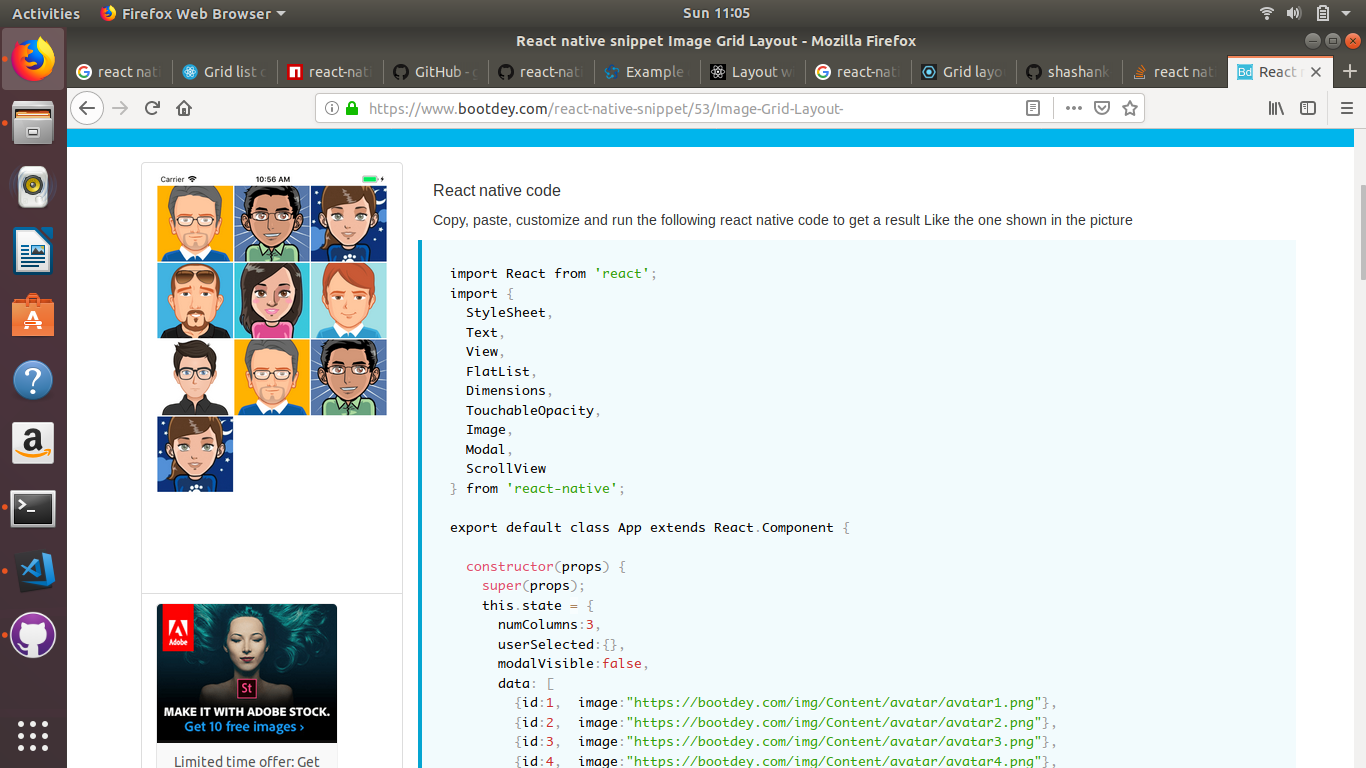 Activities
Firefox Web Browser
Sun 11:05
React native snippet Image Grid Layout - Mozilla Firefox
react nati
Grid list c
react-nati
GitHub - g
react-nati
Example
Layout w
react-nati
Grid layo
shashank
react nat
Bd React n
https://www.bootdey.com/react-native-snippet/53/Image-Grid-Layout-
Carrier
10:56 AM
React native code
Copy, paste, customize and run the following react native code to get a result Like the one shown in the picture
import React from 'react';
import {
StyleSheet,
Text,
View,
FlatList,
Dimensions,
TouchableOpacity,
Image,
Modal,
ScrollView
} from 'react-native';
export default class App extends React.Component {
constructor(props) {
super(props);
this.state = {
numColumns:3,
userSelected:{},
modalVisible:false,
data: [
{id:1, image:"https://bootdey.com/img/Content/avatar/avatar1.png"},
{id:2, image:"https://bootdey.com/img/Content/avatar/avatar2.png"},
{id:3, image:"https://bootdey.com/img/Content/avatar/avatar3.png"},
{id:4, image:"https://bootdey.com/img/Content/avatar/avatar4.png"},
Adobe
St
MAKE IT WITH ADOBE STOCK.
Get 10 free images ›
Limited time offer: Get